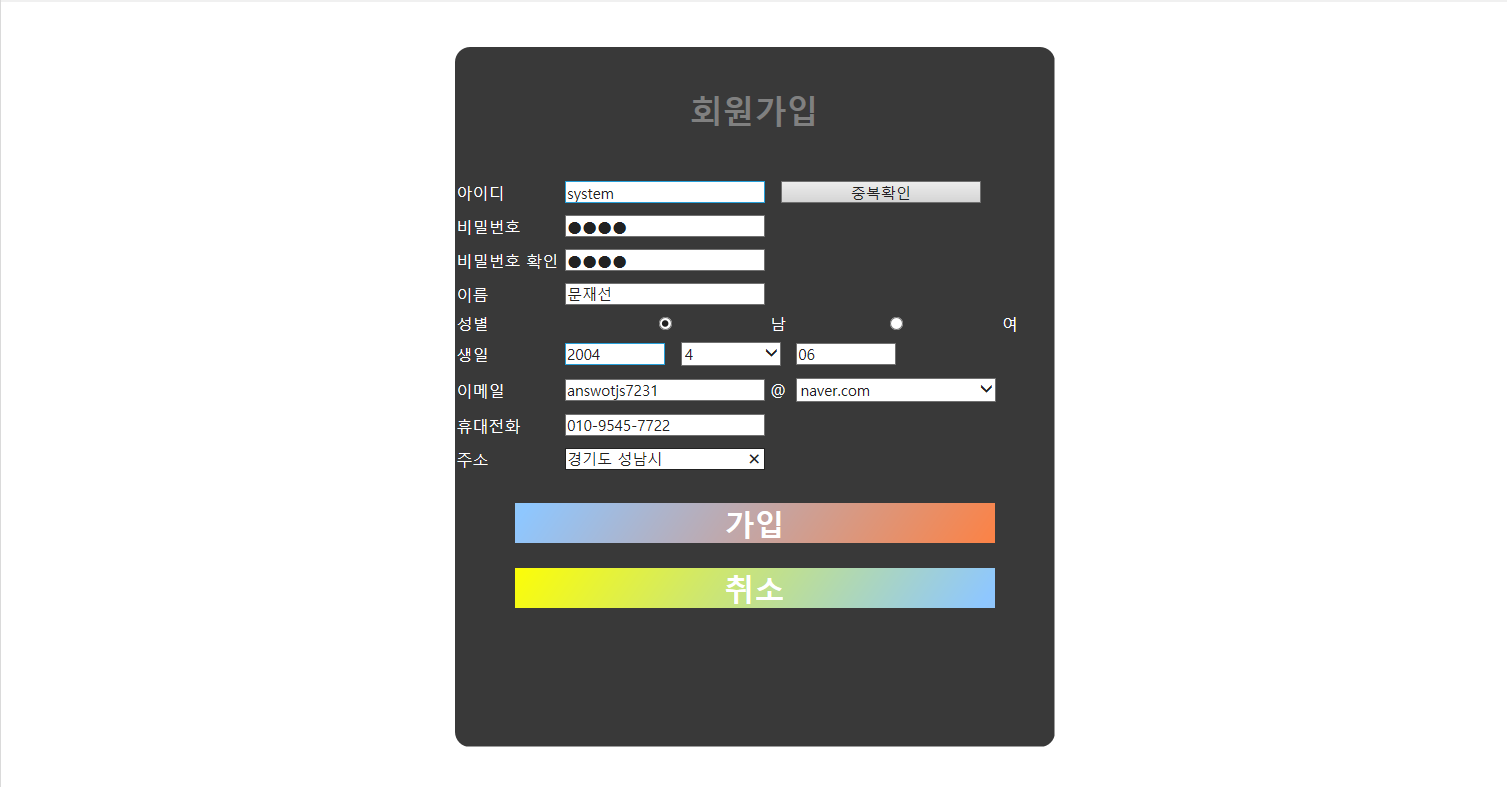 회원가입
아이디 system 중복확인
비밀번호 ●●●●
비밀번호 확인 ●●●●
이름 문재선
성별 남 여
생일 2004 4 06
이메일 answotjs7231 @ naver.com
휴대전화 010-9545-7722
주소 경기도 성남시
가입
취소